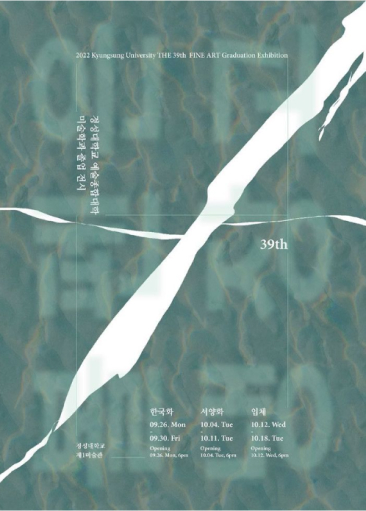 2022 Kyungsung University THE 39th FINE ART Graduation Exhibition
경성대학교 예술종합대학
미술학과 졸업 전시
39th
한국화 서양화 입체
09.26. Mon 10.04. Tue 10.12. Wed
- - -
09.30. Fri 10.11. Tue 10.18. Tue
Opening Opening Opening
09.26. Mon, 6pm 10.04. Tue, 6pm 10.12. Wed, 6pm
경성대학교
제1미술관